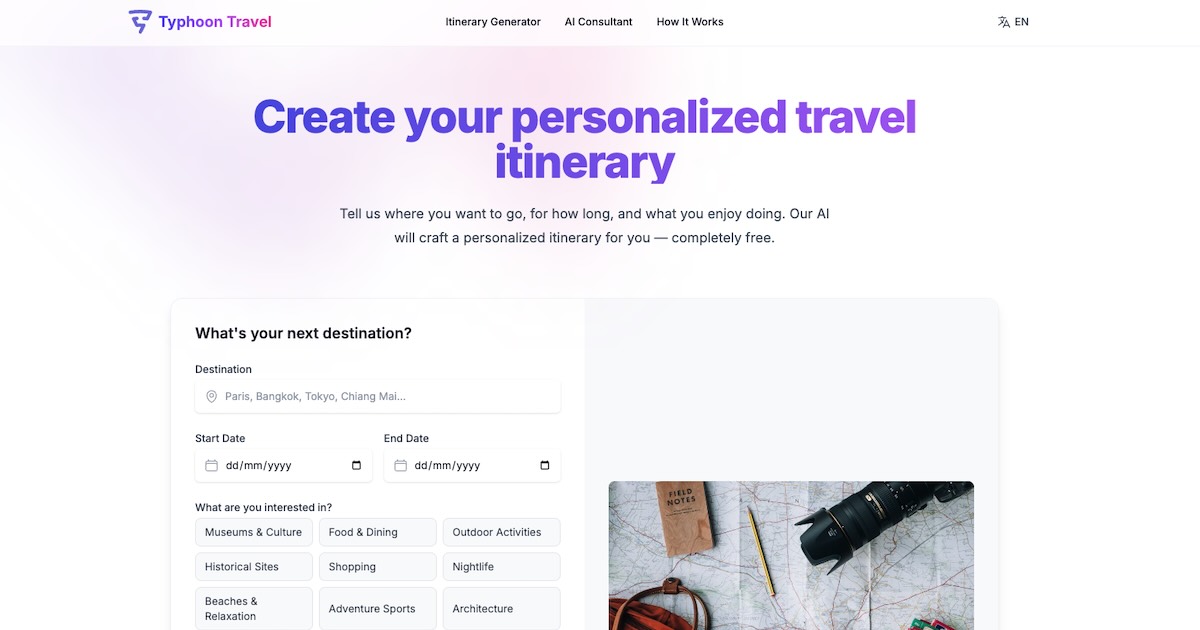 Typhoon Travel
Itinerary Generator
AI Consultant
How It Works
EN
Create your personalized travel
itinerary
Tell us where you want to go, for how long, and what you enjoy doing. Our AI
will craft a personalized itinerary for you — completely free.
What's your next destination?
Destination
Paris, Bangkok, Tokyo, Chiang Mai...
Start Date
End Date
dd/mm/yyyy
dd/mm/yyyy
What are you interested in?
Museums & Culture
Food & Dining
Outdoor Activities
Historical Sites
Shopping
Nightlife
Beaches &
Relaxation
Adventure Sports
Architecture
FIELD
NOTES